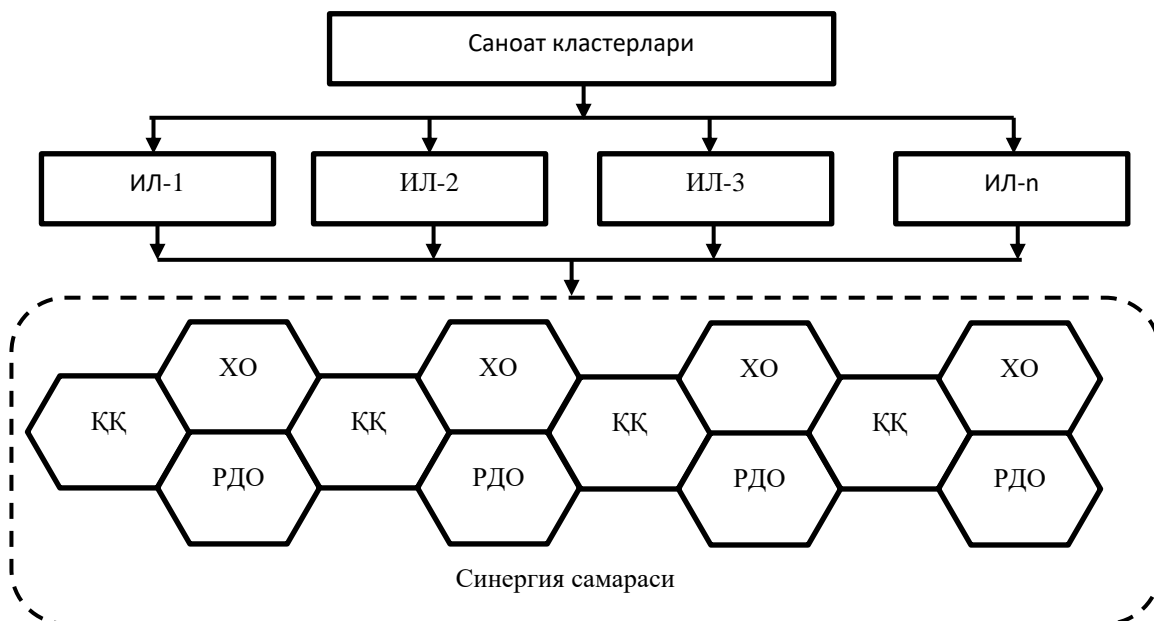 Саноат кластерлари
ИЛ-1
ИЛ-2
ИЛ-3
ИЛ-n
ХО
ХО
ХО
ХО
ҚҚ
ҚҚ
ҚҚ
ҚҚ
РДО
РДО
РДО
РДО
Синергия самараси